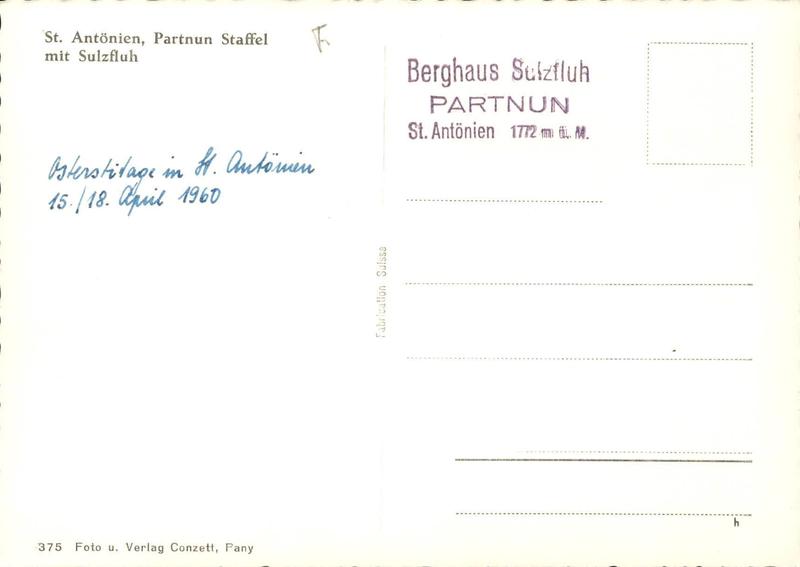 St. Antönien, Partnun Staffel
mit Sulzfluh
F
Osterskitage in St. Antönien
15./18. April 1960
Berghaus Sulzfluh
PARTNUN
St. Antönien 1772 m ü. M.
Fabrication Suisse
h
375 Foto u. Verlag Conzett, Pany